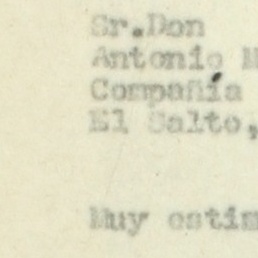 Sr.Don
Antonio M
Compañía
El Salto,
Muy estim